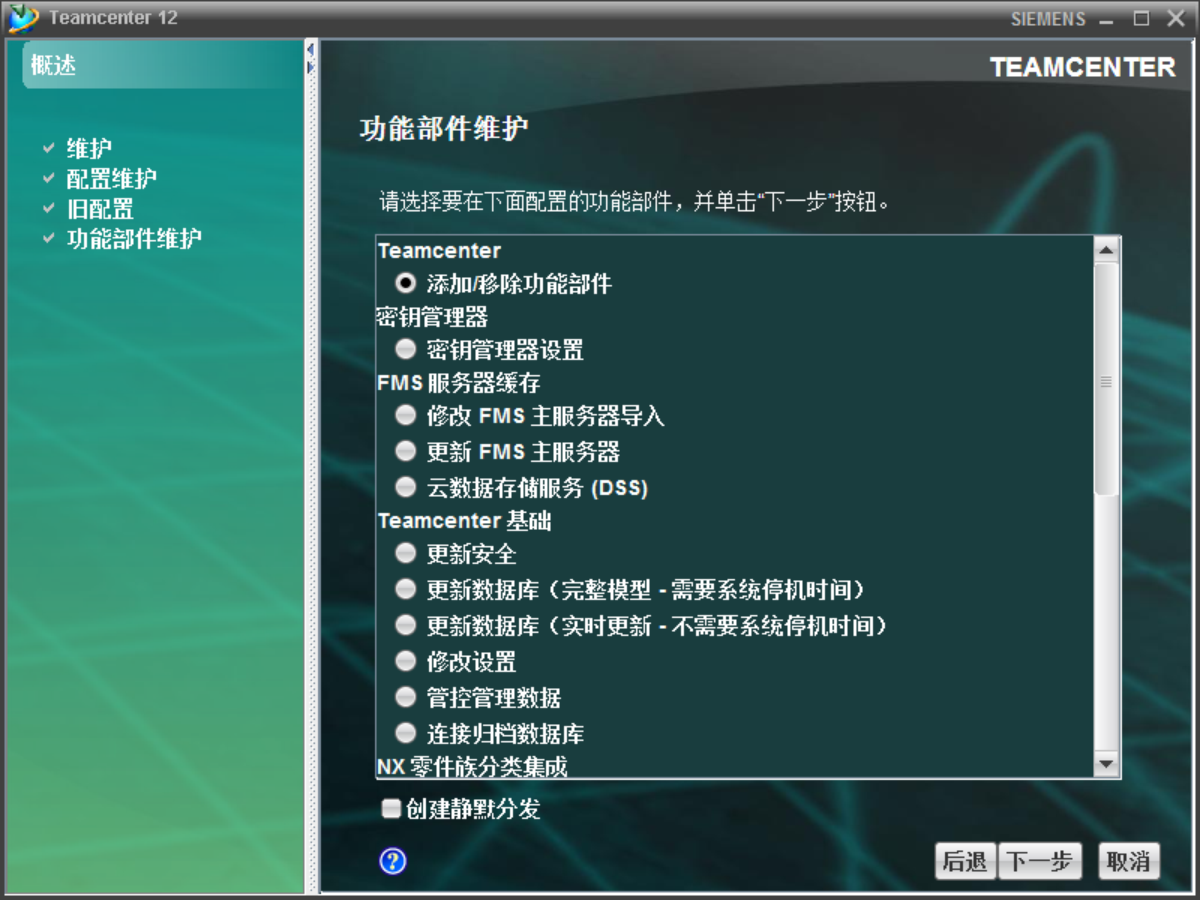 Teamcenter 12
SIEMENS
概述
TEAMCENTER
维护
配置维护
旧配置
功能部件维护
功能部件维护
请选择要在下面配置的功能部件，并单击“下一步”按钮。
Teamcenter
添加/移除功能部件
密钥管理器
密钥管理器设置
FMS 服务器缓存
修改 FMS 主服务器导入
更新 FMS 主服务器
云数据存储服务 (DSS)
Teamcenter 基础
更新安全
更新数据库（完整模型 - 需要系统停机时间）
更新数据库（实时更新 - 不需要系统停机时间）
修改设置
管控管理数据
连接归档数据库
NX 零件族分类集成
创建静默分发
?
后退 下一步 取消